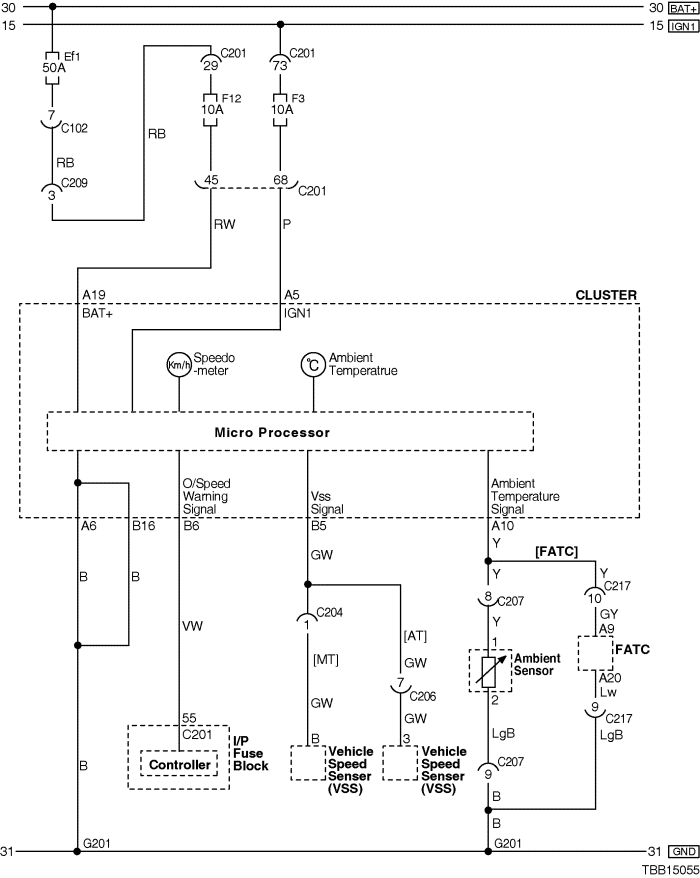 30 30 BAT+
15 15 IGN1
Ef1
50A
7
C102
RB
C209
3
RB
C201
29
F12
10A
C201
73
F3
10A
45 68
C201
RW P
A19 A5 CLUSTER
BAT+ IGN1
Km/h
Speedo
-meter
°C
Ambient
Temperatrue
Micro Processor
O/Speed
Warning
Signal
Vss
Signal
Ambient
Temperature
Signal
A6 B16 B6 B5 A10
B B VW B
GW
C204
1
[MT]
GW
B
[AT]
GW
7
C206
GW
3
Y
[FATC]
Y
8
C207
Y
1
Ambient
Sensor
2
LgB
C207
9
B
B
Y
C217
10
GY
A9
FATC
A20
Lw
9
C217
LgB
55
C201
Controller
I/P
Fuse
Block
Vehicle
Speed
Senser
(VSS)
Vehicle
Speed
Senser
(VSS)
G201 G201
31 31 GND
TBB15055